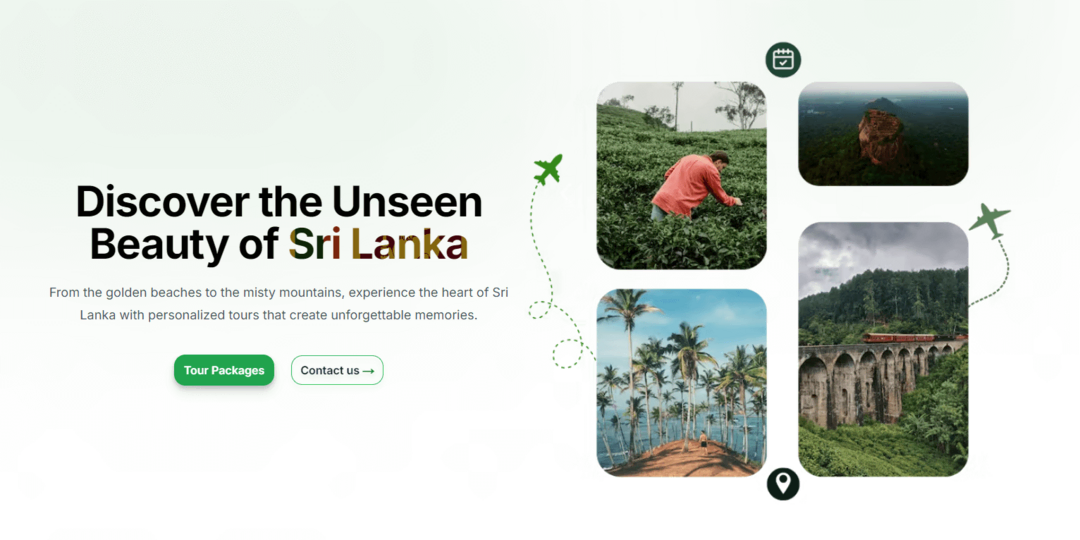 Discover the Unseen
Beauty of Sri Lanka
From the golden beaches to the misty mountains, experience the heart of Sri
Lanka with personalized tours that create unforgettable memories.
Tour Packages
Contact us →